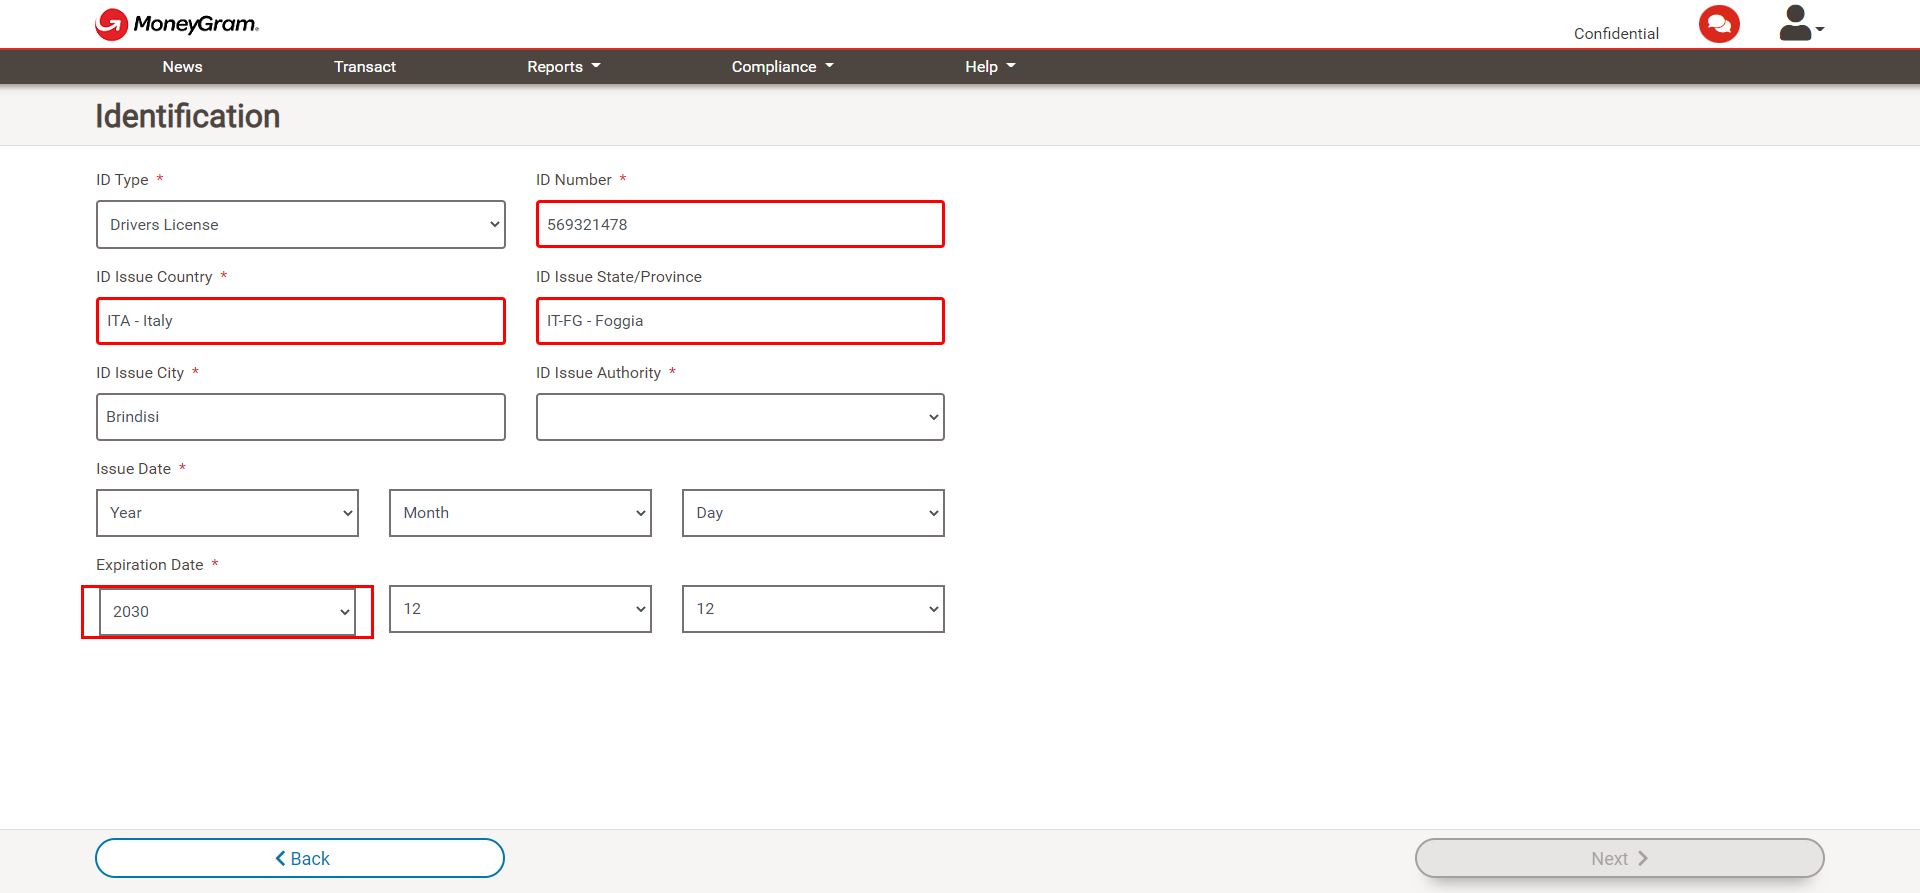 MoneyGram.
Confidential
News Transact Reports Compliance Help
Identification
ID Type * ID Number *
Drivers License 569321478
ID Issue Country * ID Issue State/Province
ITA - Italy IT-FG - Foggia
ID Issue City * ID Issue Authority *
Brindisi
Issue Date *
Year Month Day
Expiration Date *
2030 12 12
Back Next